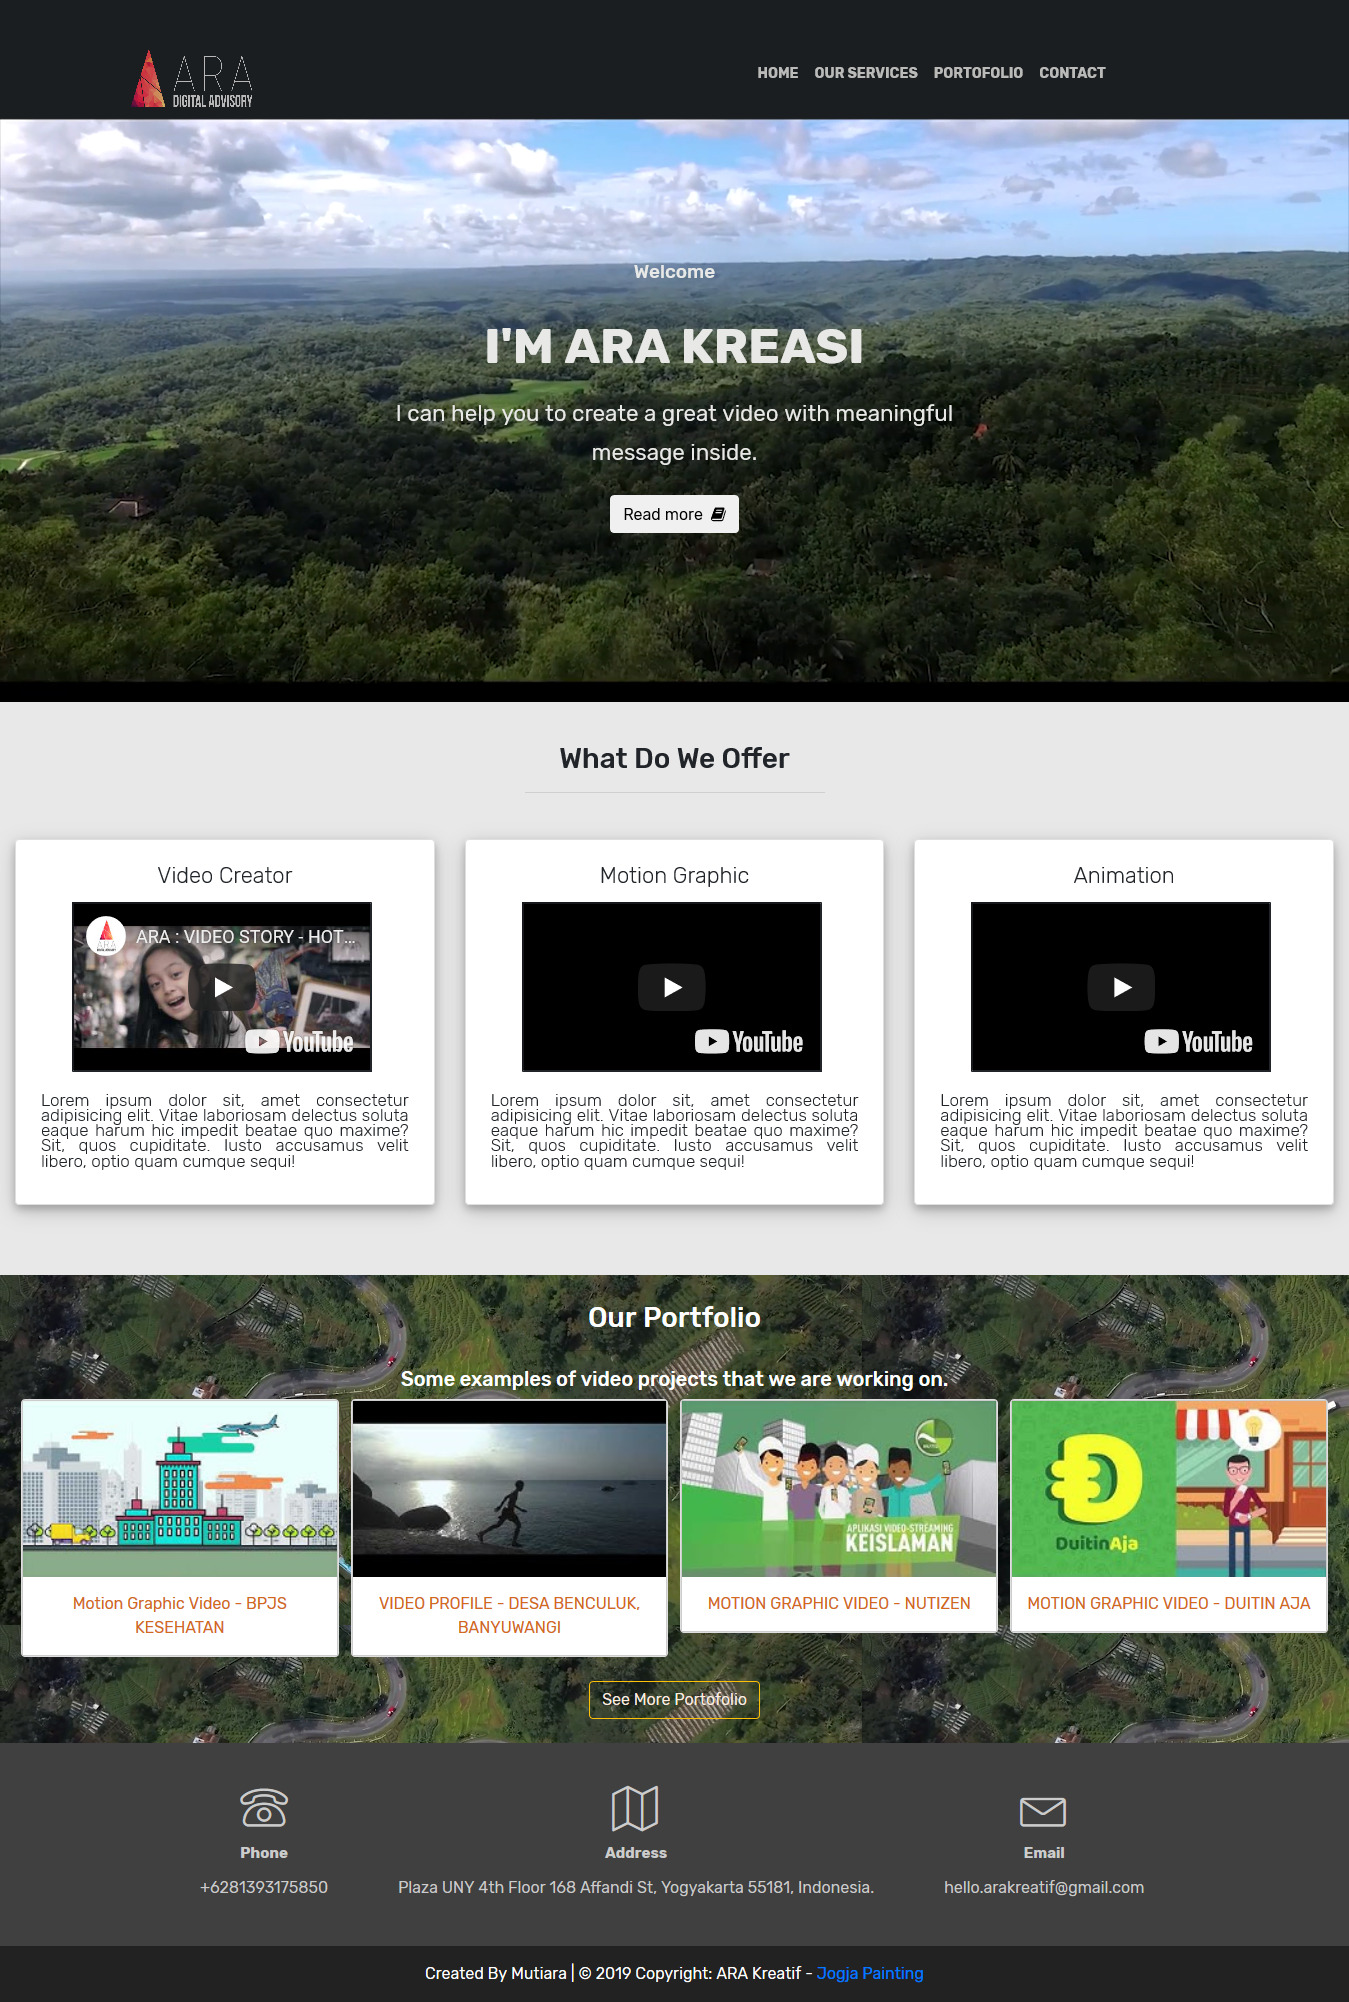 ARA
DIGITAL ADVISORY
HOME OUR SERVICES PORTOFOLIO CONTACT
Welcome
I'M ARA KREASI
I can help you to create a great video with meaningful
message inside.
Read more
What Do We Offer
Video Creator
ARA : VIDEO STORY - HOT...
YouTube
Lorem ipsum dolor sit, amet consectetur
adipisicing elit. Vitae laboriosam delectus soluta
eaque harum hic impedit beatae quo maxime?
Sit, quos cupiditate. Iusto accusamus velit
libero, optio quam cumque sequi!
Motion Graphic
YouTube
Lorem ipsum dolor sit, amet consectetur
adipisicing elit. Vitae laboriosam delectus soluta
eaque harum hic impedit beatae quo maxime?
Sit, quos cupiditate. Iusto accusamus velit
libero, optio quam cumque sequi!
Animation
YouTube
Lorem ipsum dolor sit, amet consectetur
adipisicing elit. Vitae laboriosam delectus soluta
eaque harum hic impedit beatae quo maxime?
Sit, quos cupiditate. Iusto accusamus velit
libero, optio quam cumque sequi!
Our Portfolio
Some examples of video projects that we are working on.
Motion Graphic Video - BPJS
KESEHATAN
VIDEO PROFILE - DESA BENCULUK,
BANYUWANGI
APLIKASI VIDEO-STREAMING
KEISLAMAN
MOTION GRAPHIC VIDEO - NUTIZEN
DuitinAja
MOTION GRAPHIC VIDEO - DUITIN AJA
See More Portofolio
Phone
+6281393175850
Address
Plaza UNY 4th Floor 168 Affandi St, Yogyakarta 55181, Indonesia.
Email
hello.arakreatif@gmail.com
Created By Mutiara | © 2019 Copyright: ARA Kreatif - Jogja Painting